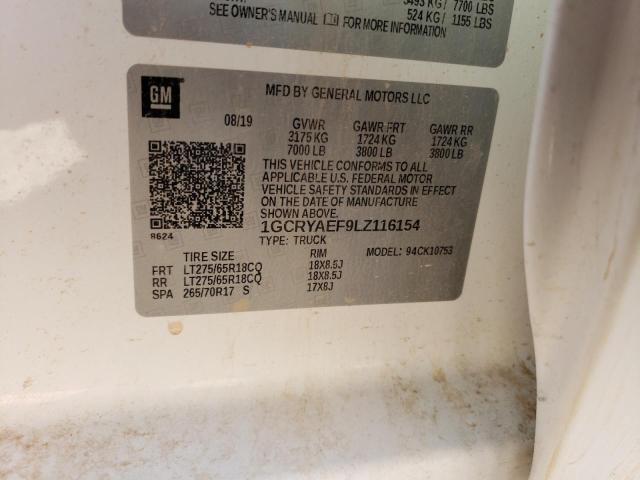 3493 KG / 7700 LBS
524 KG / 1155 LBS
SEE OWNER'S MANUAL FOR MORE INFORMATION
GM
MFD BY GENERAL MOTORS LLC
08/19 GVWR GAWR FRT GAWR RR
3175 KG 1724 KG 1724 KG
7000 LB 3800 LB 3800 LB
THIS VEHICLE CONFORMS TO ALL
APPLICABLE U.S. FEDERAL MOTOR
VEHICLE SAFETY STANDARDS IN EFFECT
ON THE DATE OF MANUFACTURE
SHOWN ABOVE.
1GCRYAEF9LZ116154
8624
TYPE: TRUCK MODEL: 94CK10753
TIRE SIZE RIM
FRT LT275/65R18CQ 18X8.5J
RR LT275/65R18CQ 18X8.5J
SPA 265/70R17 S 17X8J